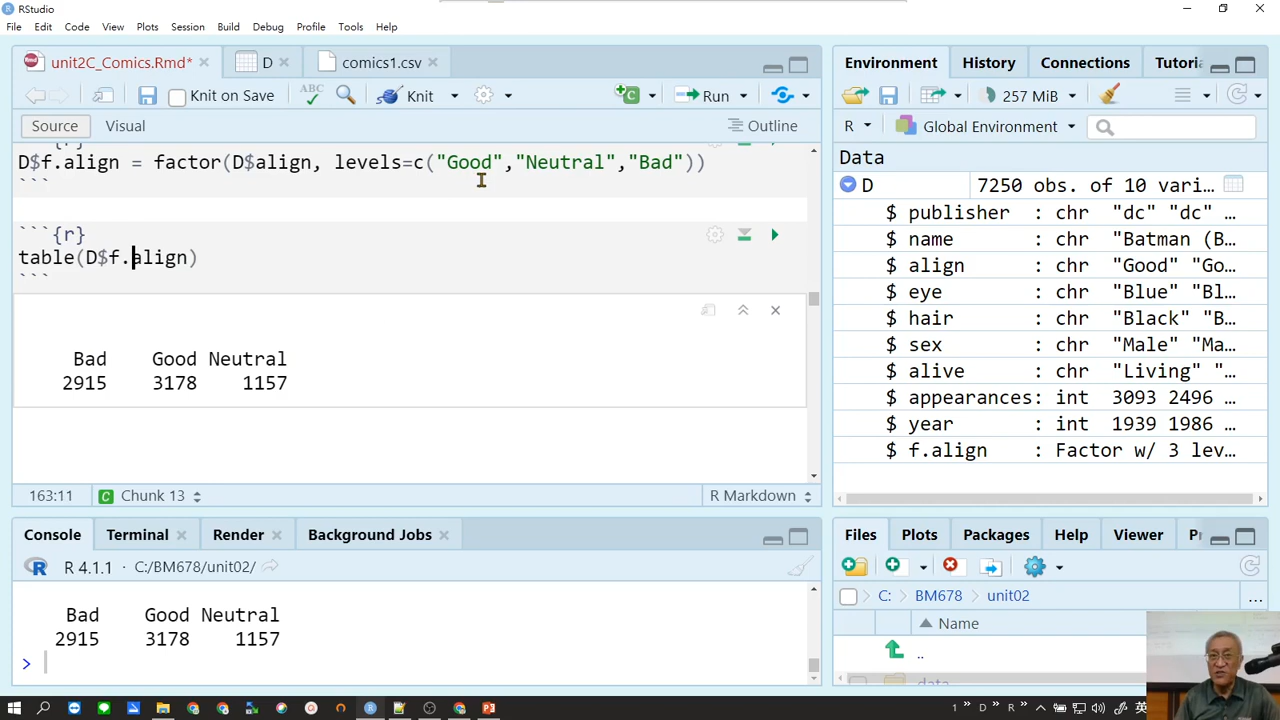 RStudio
File Edit Code View Plots Session Build Debug Profile Tools Help
unit2C_Comics.Rmd* D comics1.csv
Knit on Save ABC Knit Run
Source Visual Outline
D$f.align = factor(D$align, levels=c("Good","Neutral","Bad"))
```
```{r}
table(D$f.align)
```
Bad Good Neutral
2915 3178 1157
163:11 C Chunk 13 R Markdown
Console Terminal Render Background Jobs
R R 4.1.1 · C:/BM678/unit02/
Bad Good Neutral
2915 3178 1157
>
Environment History Connections Tutori
257 MiB
R Global Environment
Data
D 7250 obs. of 10 vari…
$ publisher : chr "dc" "dc" …
$ name : chr "Batman (B…
$ align : chr "Good" "Go…
$ eye : chr "Blue" "Bl…
$ hair : chr "Black" "B…
$ sex : chr "Male" "Ma…
$ alive : chr "Living" "…
$ appearances: int 3093 2496 …
$ year : int 1939 1986 …
$ f.align : Factor w/ 3 lev…
Files Plots Packages Help Viewer Pr
C: BM678 unit02 ...
Name
..
data
1 D R 英